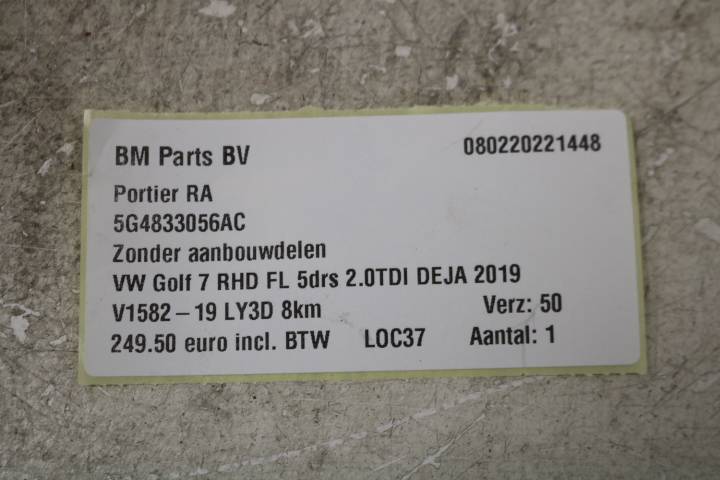 BM Parts BV 080220221448
Portier RA
5G4833056AC
Zonder aanbouwdelen
VW Golf 7 RHD FL 5drs 2.0TDI DEJA 2019
V1582-19 LY3D 8km Verz: 50
249.50 euro incl. BTW LOC37 Aantal: 1